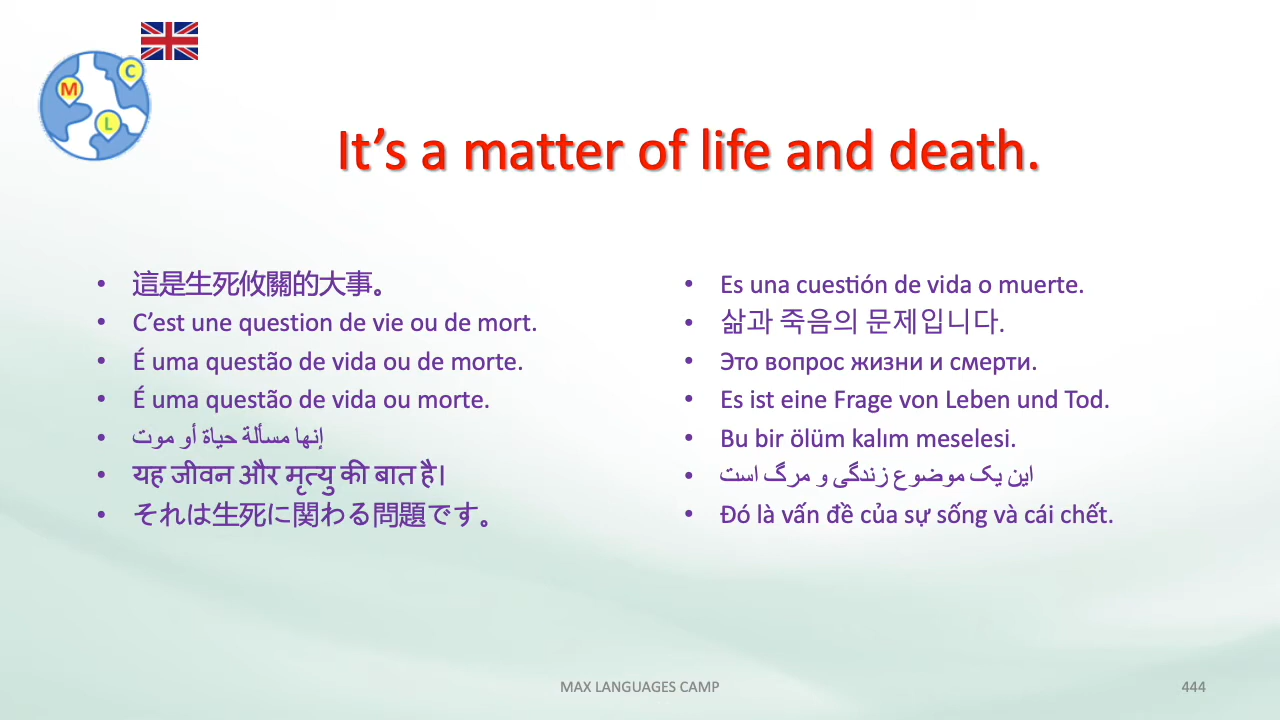 C
M
L
It’s a matter of life and death.
• 這是生死攸關的大事。
• C’est une question de vie ou de mort.
• É uma questão de vida ou de morte.
• É uma questão de vida ou morte.
• إنها مسألة حياة أو موت
• यह जीवन और मृत्यु की बात है।
• それは生死に関わる問題です。
• Es una cuestión de vida o muerte.
• 삶과 죽음의 문제입니다.
• Это вопрос жизни и смерти.
• Es ist eine Frage von Leben und Tod.
• Bu bir ölüm kalım meselesi.
• این یک موضوع زندگی و مرگ است
• Đó là vấn đề của sự sống và cái chết.
MAX LANGUAGES CAMP
444